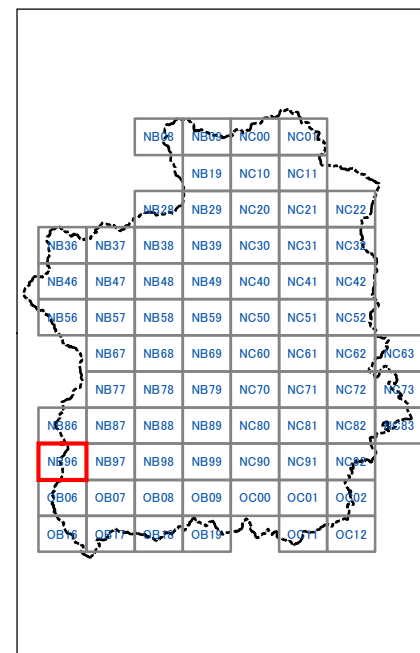 NB08 NB09 NC00 NC01
NB19 NC10 NC11
NB28 NB29 NC20 NC21 NC22
NB36 NB37 NB38 NB39 NC30 NC31 NC32
NB46 NB47 NB48 NB49 NC40 NC41 NC42
NB56 NB57 NB58 NB59 NC50 NC51 NC52
NB67 NB68 NB69 NC60 NC61 NC62 NC63
NB77 NB78 NB79 NC70 NC71 NC72 NC73
NB86 NB87 NB88 NB89 NC80 NC81 NC82 NC83
NB96 NB97 NB98 NB99 NC90 NC91 NC92
OB06 OB07 OB08 OB09 OC00 OC01 OC02
OB16 OB17 OB18 OB19 OC11 OC12